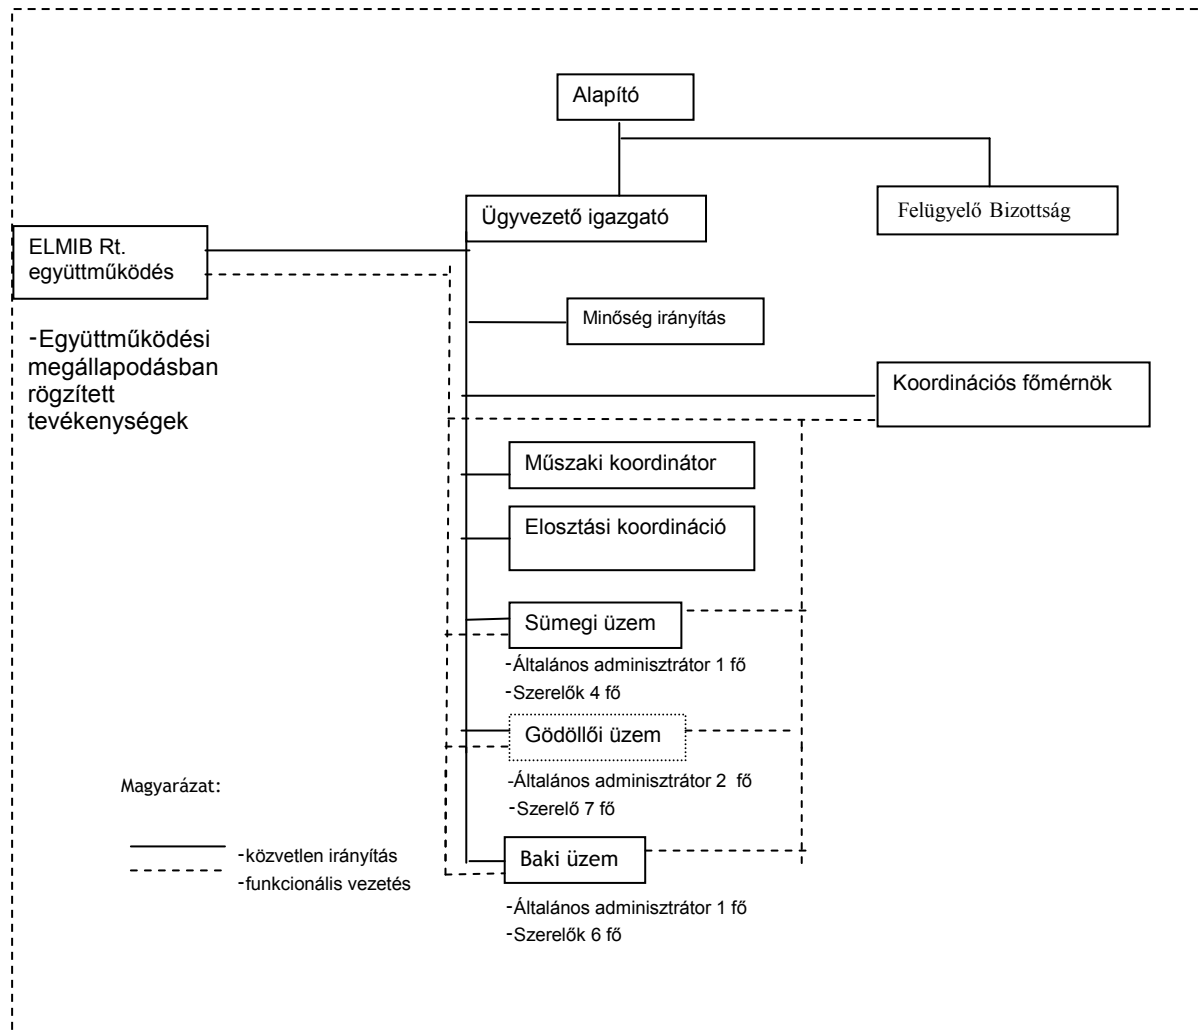 Alapító
Ügyvezető igazgató
Felügyelő Bizottság
ELMIB Rt.
együttműködés
-Együttműködési
megállapodásban
rögzített
tevékenységek
Minőség irányítás
Koordinációs főmérnök
Műszaki koordinátor
Elosztási koordináció
Sümegi üzem
-Általános adminisztrátor 1 fő
-Szerelők 4 fő
Gödöllői üzem
-Általános adminisztrátor 2 fő
-Szerelő 7 fő
Baki üzem
-Általános adminisztrátor 1 fő
-Szerelők 6 fő
Magyarázat:
-közvetlen irányítás
-funkcionális vezetés